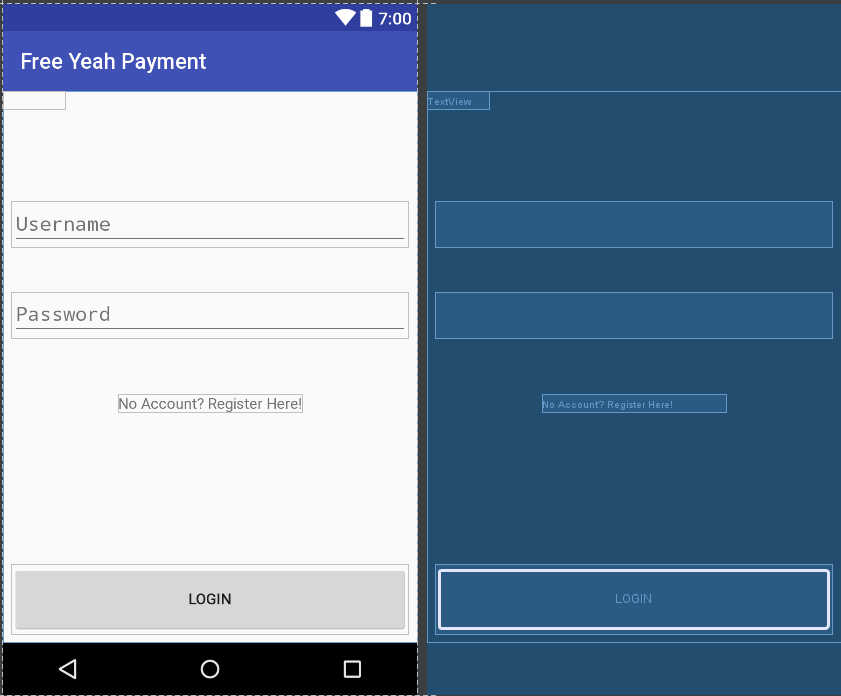 7:00
Free Yeah Payment
TextView
Username
Password
No Account? Register Here!
No Account? Register Here!
LOGIN
LOGIN